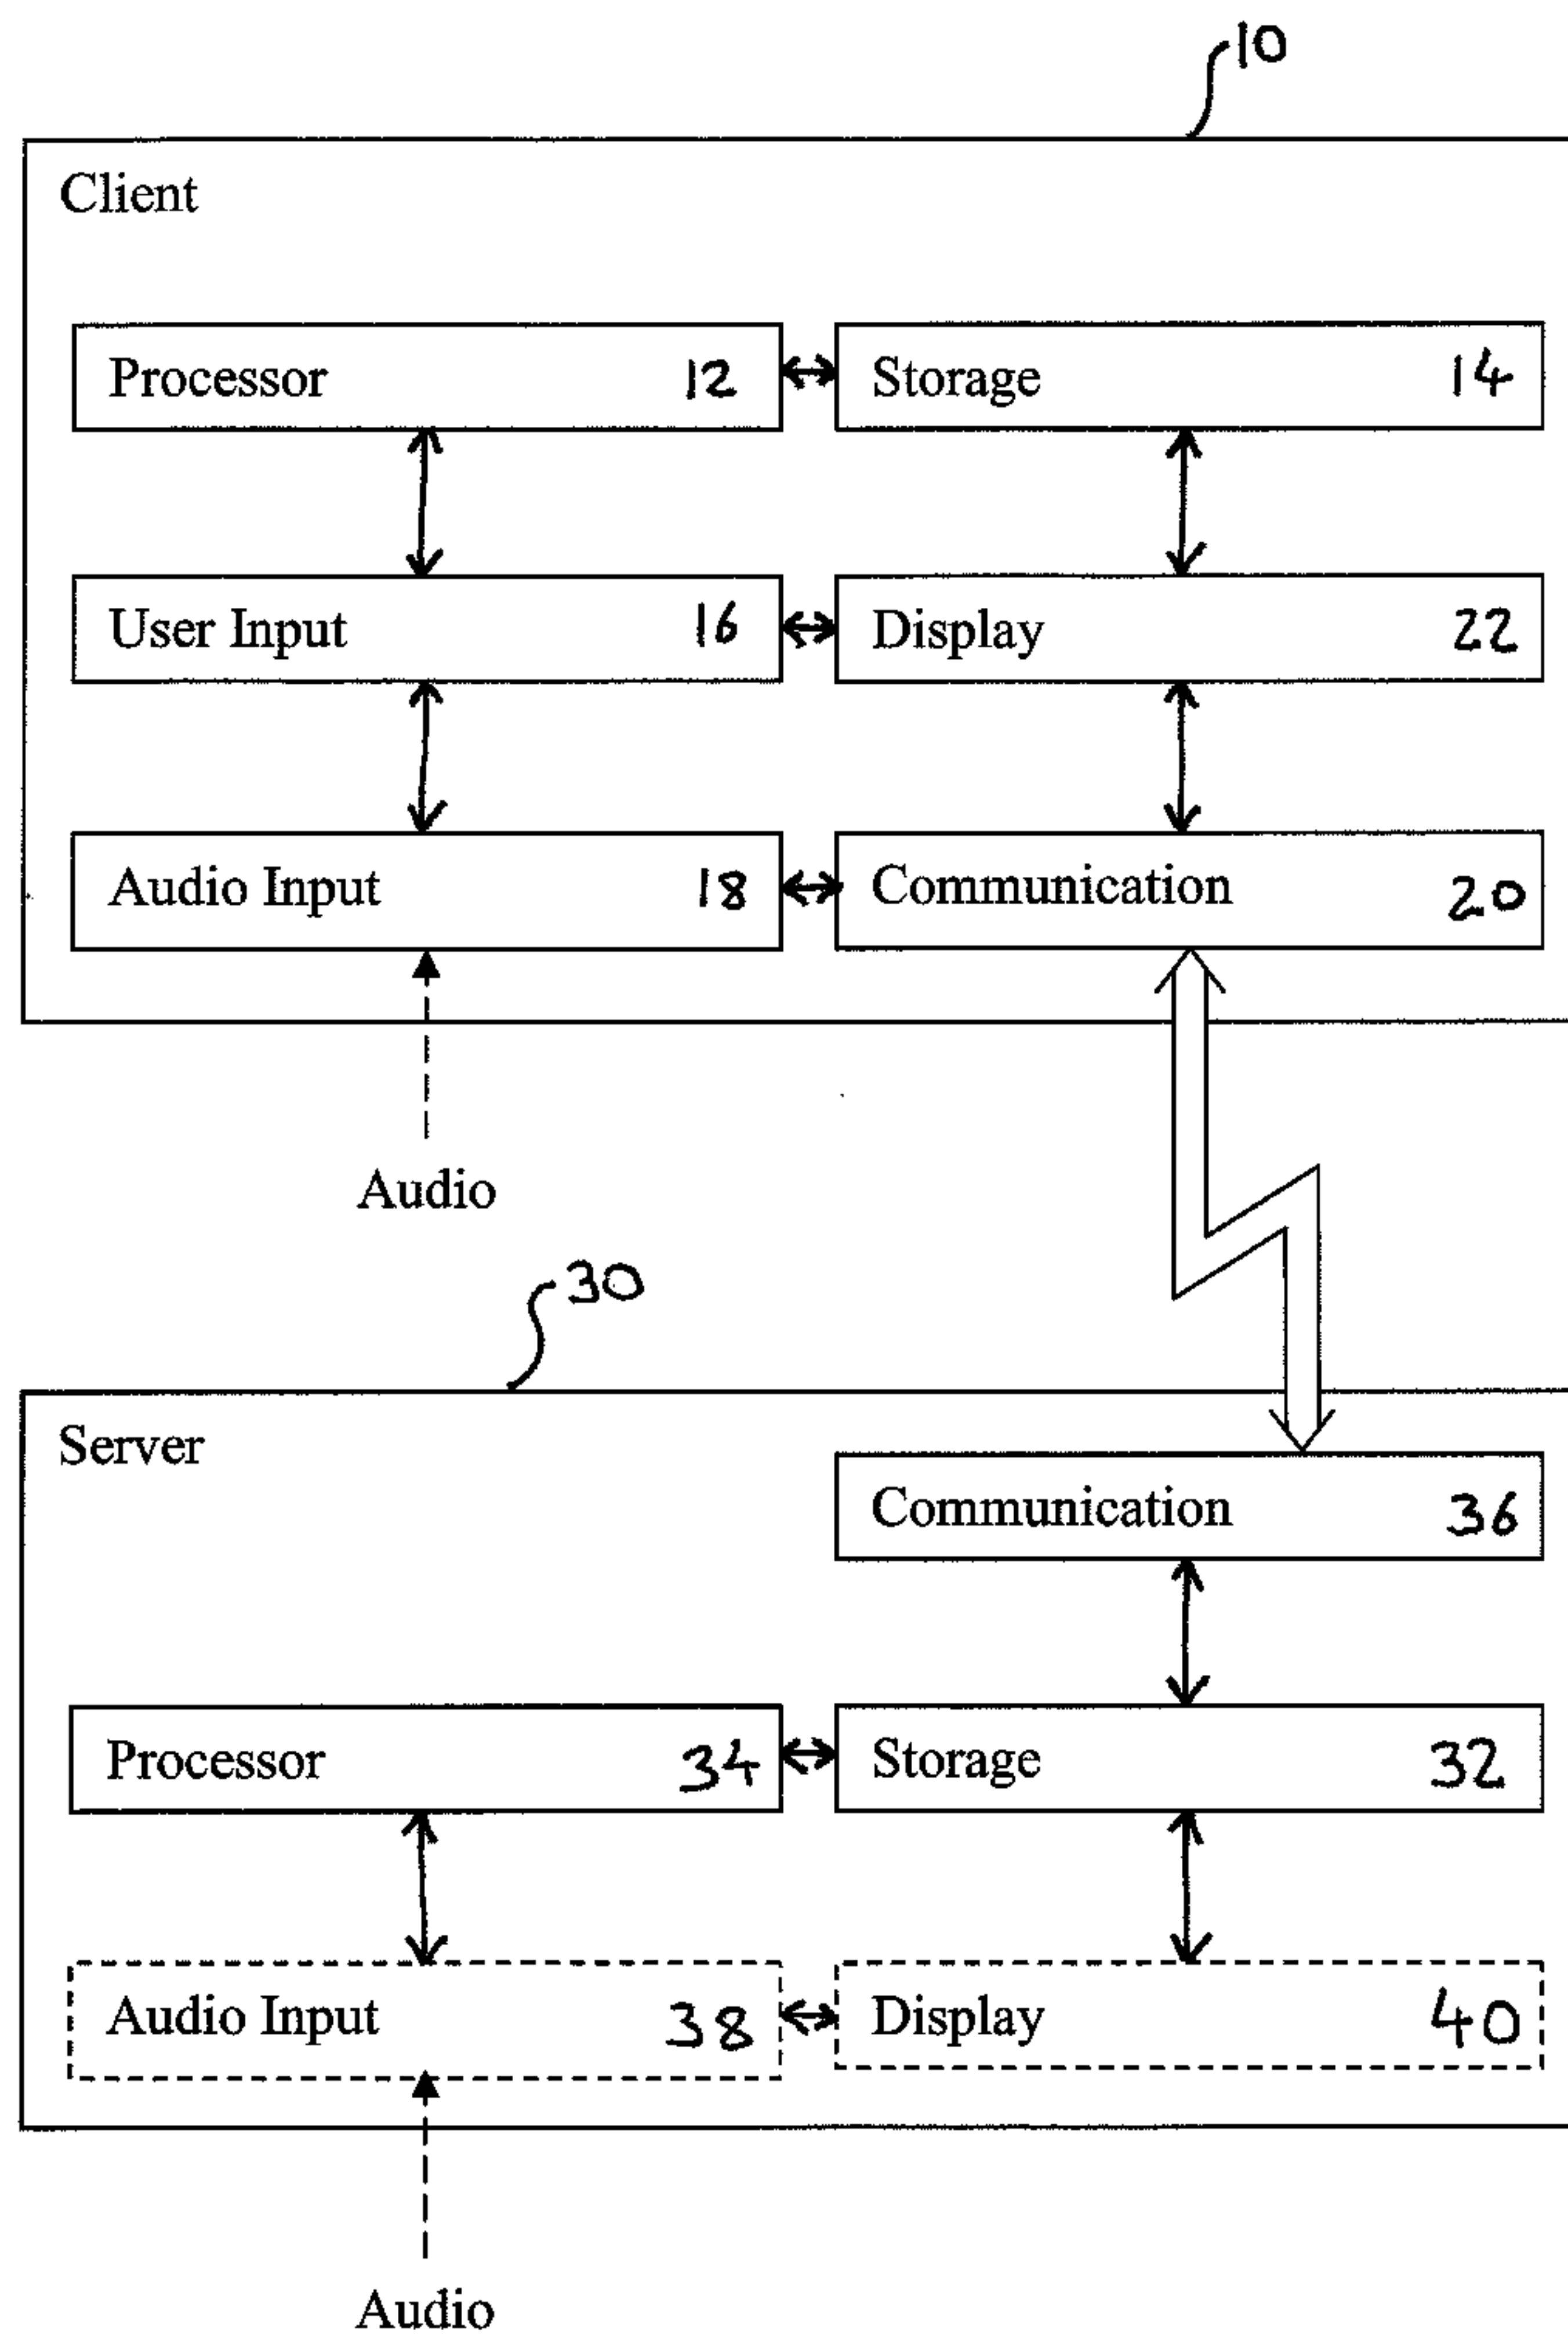 10
Client
Processor 12 Storage 14
User Input 16 Display 22
Audio Input 18 Communication 20
Audio
30
Server
Communication 36
Processor 34 Storage 32
Audio Input 38 Display 40
Audio